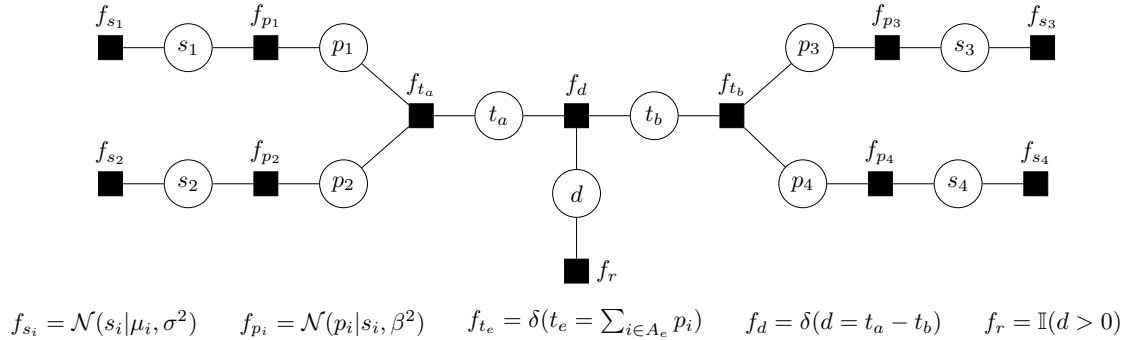 f_{s_1} f_{p_1} f_{p_3} f_{s_3}
s_1 p_1 p_3 s_3
f_{t_a} f_d f_{t_b}
t_a t_b
f_{s_2} f_{p_2} f_{p_4} f_{s_4}
s_2 p_2 d p_4 s_4
f_r
f_{s_i} = \mathcal{N}(s_i|\mu_i, \sigma^2) f_{p_i} = \mathcal{N}(p_i|s_i, \beta^2) f_{t_e} = \delta(t_e = \sum_{i \in A_e} p_i) f_d = \delta(d = t_a - t_b) f_r = \mathbb{I}(d > 0)